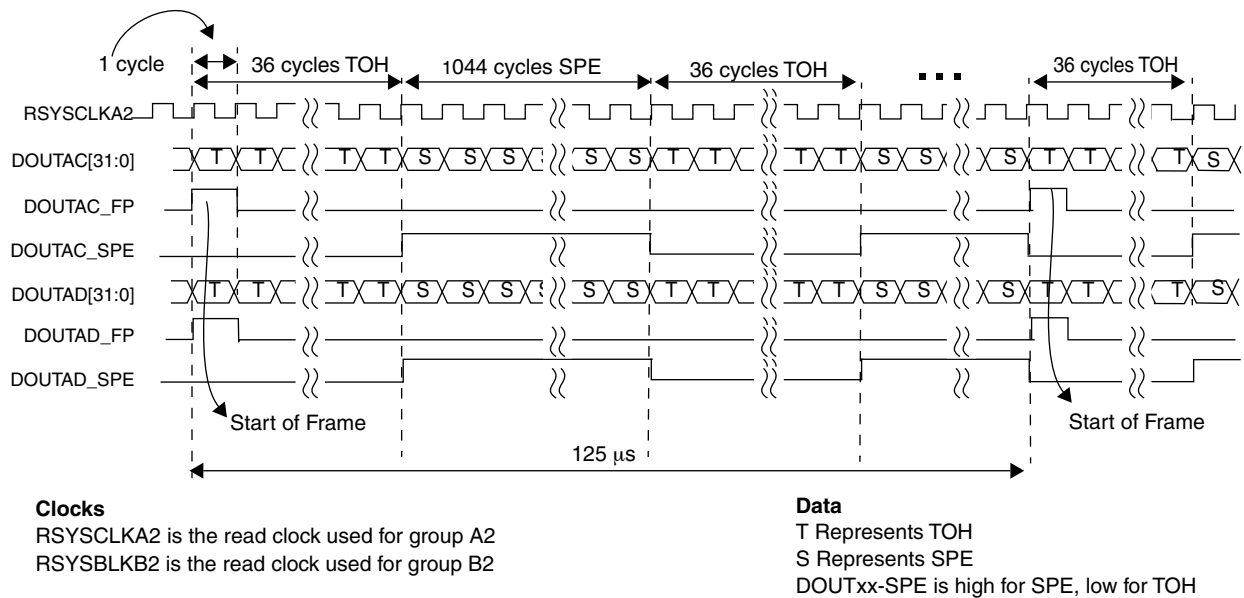 1 cycle
36 cycles TOH
1044 cycles SPE
36 cycles TOH
36 cycles TOH
RSYSCLKA2
DOUTAC[31:0]
T T T T S S S S S S T T T T S S S T T T S
DOUTAC_FP
DOUTAC_SPE
DOUTAD[31:0]
T T T T S S S S S S T T T T S S S T T T S
DOUTAD_FP
DOUTAD_SPE
Start of Frame
Start of Frame
125 μs
Clocks
RSYSCLKA2 is the read clock used for group A2
RSYSBLKB2 is the read clock used for group B2
Data
T Represents TOH
S Represents SPE
DOUTxx-SPE is high for SPE, low for TOH